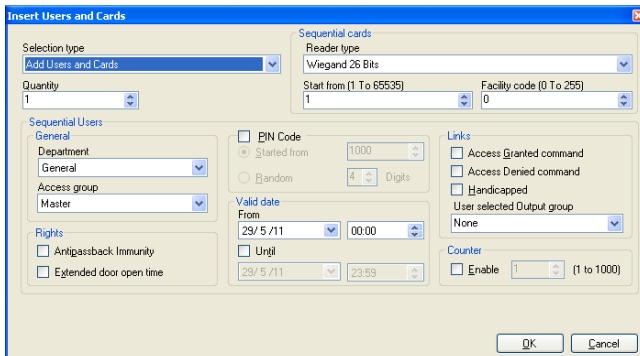 Insert Users and Cards
Selection type
Add Users and Cards
Quantity
1
Sequential cards
Reader type
Wiegand 26 Bits
Start from (1 To 65535)
1
Facility code (0 To 255)
0
Sequential Users
General
Department
General
Access group
Master
Rights
Antipassback Immunity
Extended door open time
PIN Code
Started from
1000
Random
4
Digits
Valid date
From
29/ 5 /11
00:00
Until
29/ 5 /11
23:59
Links
Access Granted command
Access Denied command
Handicapped
User selected Output group
None
Counter
Enable
1
(1 to 1000)
OK
Cancel